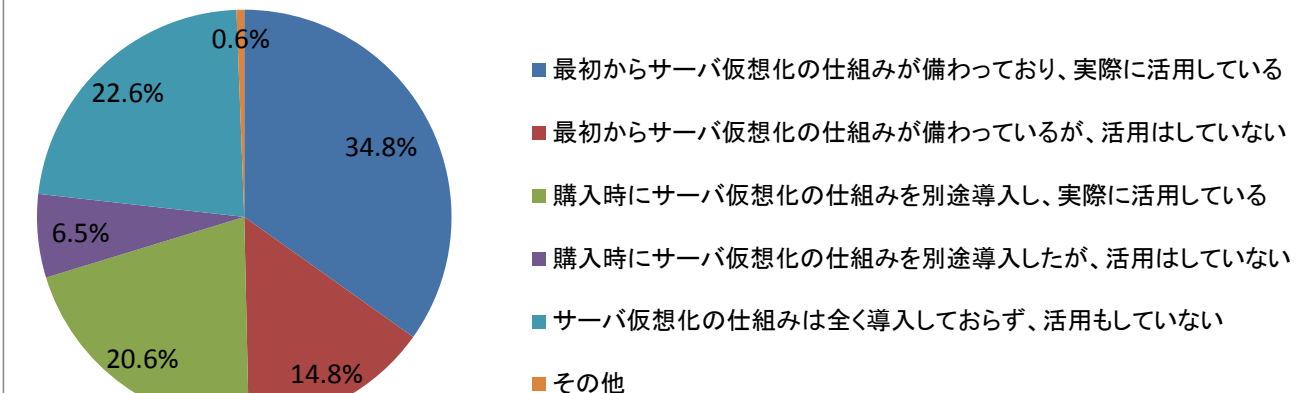 0.6%
22.6%
34.8%
6.5%
20.6%
14.8%
最初からサーバ仮想化の仕組みが備わっており、実際に活用している
最初からサーバ仮想化の仕組みが備わっているが、活用はしていない
購入時にサーバ仮想化の仕組みを別途導入し、実際に活用している
購入時にサーバ仮想化の仕組みを別途導入したが、活用はしていない
サーバ仮想化の仕組みは全く導入しておらず、活用もしていない
その他